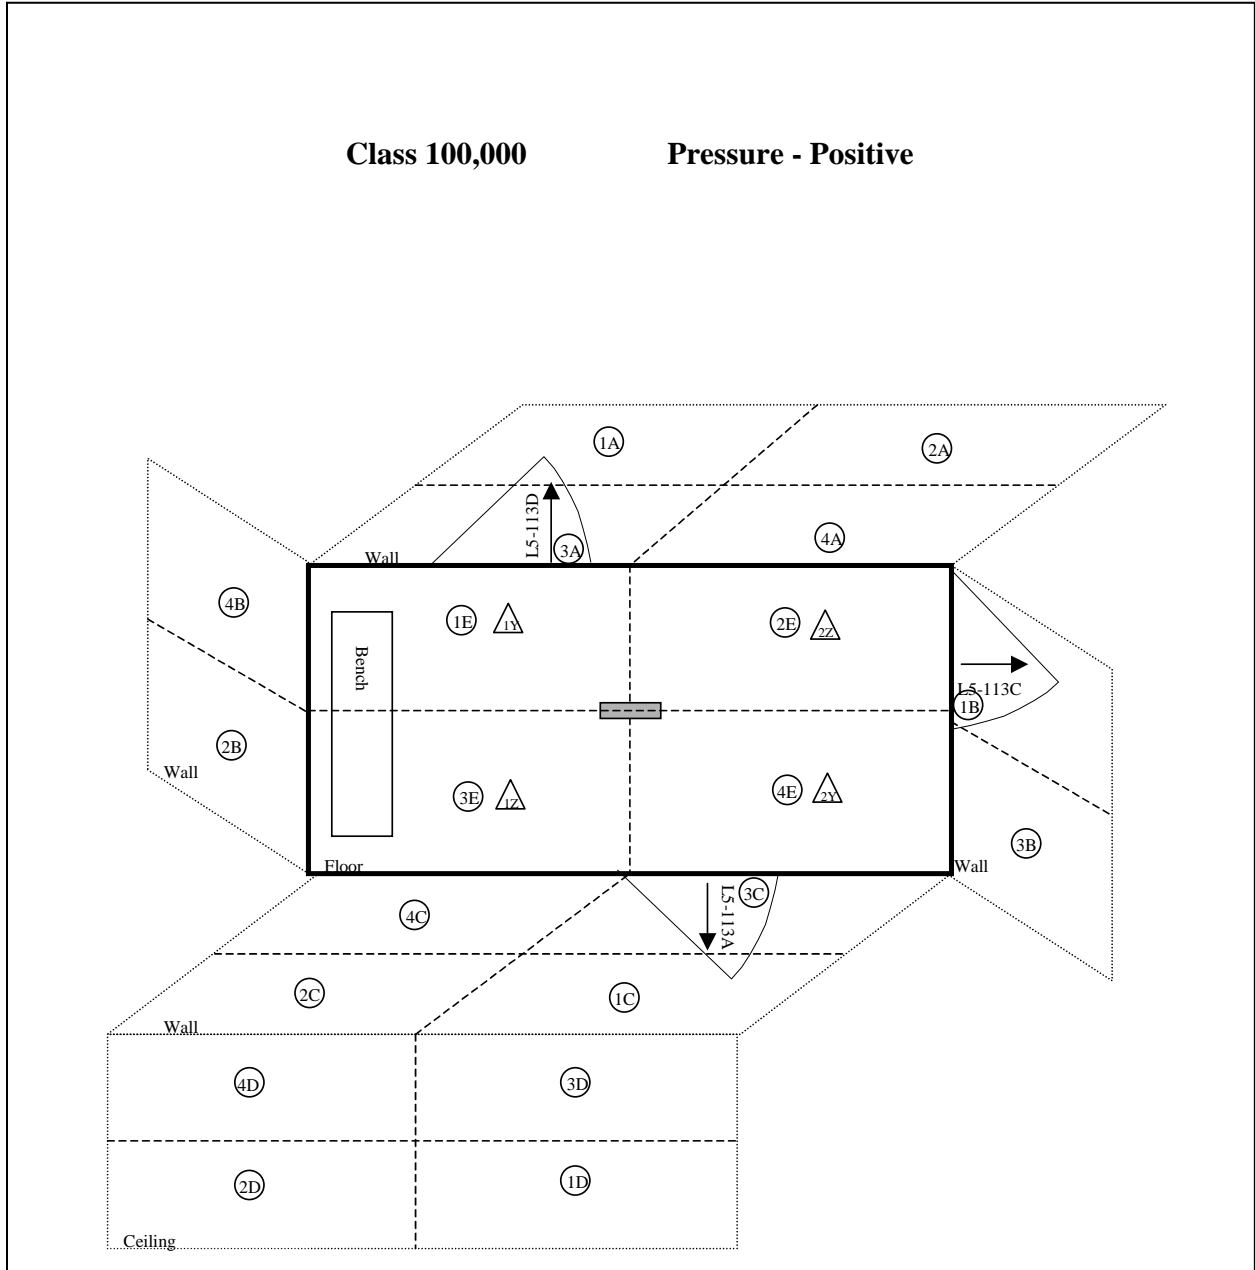 Class 100,000 Pressure - Positive
1A
2A
L5-113D
3A
4A
Wall
4B
1E
1Y
2E
2Z
Bench
L5-113C
1B
2B
Wall
3E
1Z
4E
2Y
3B
Floor
Wall
4C
L5-113A
3C
2C
1C
Wall
4D
3D
2D
1D
Ceiling